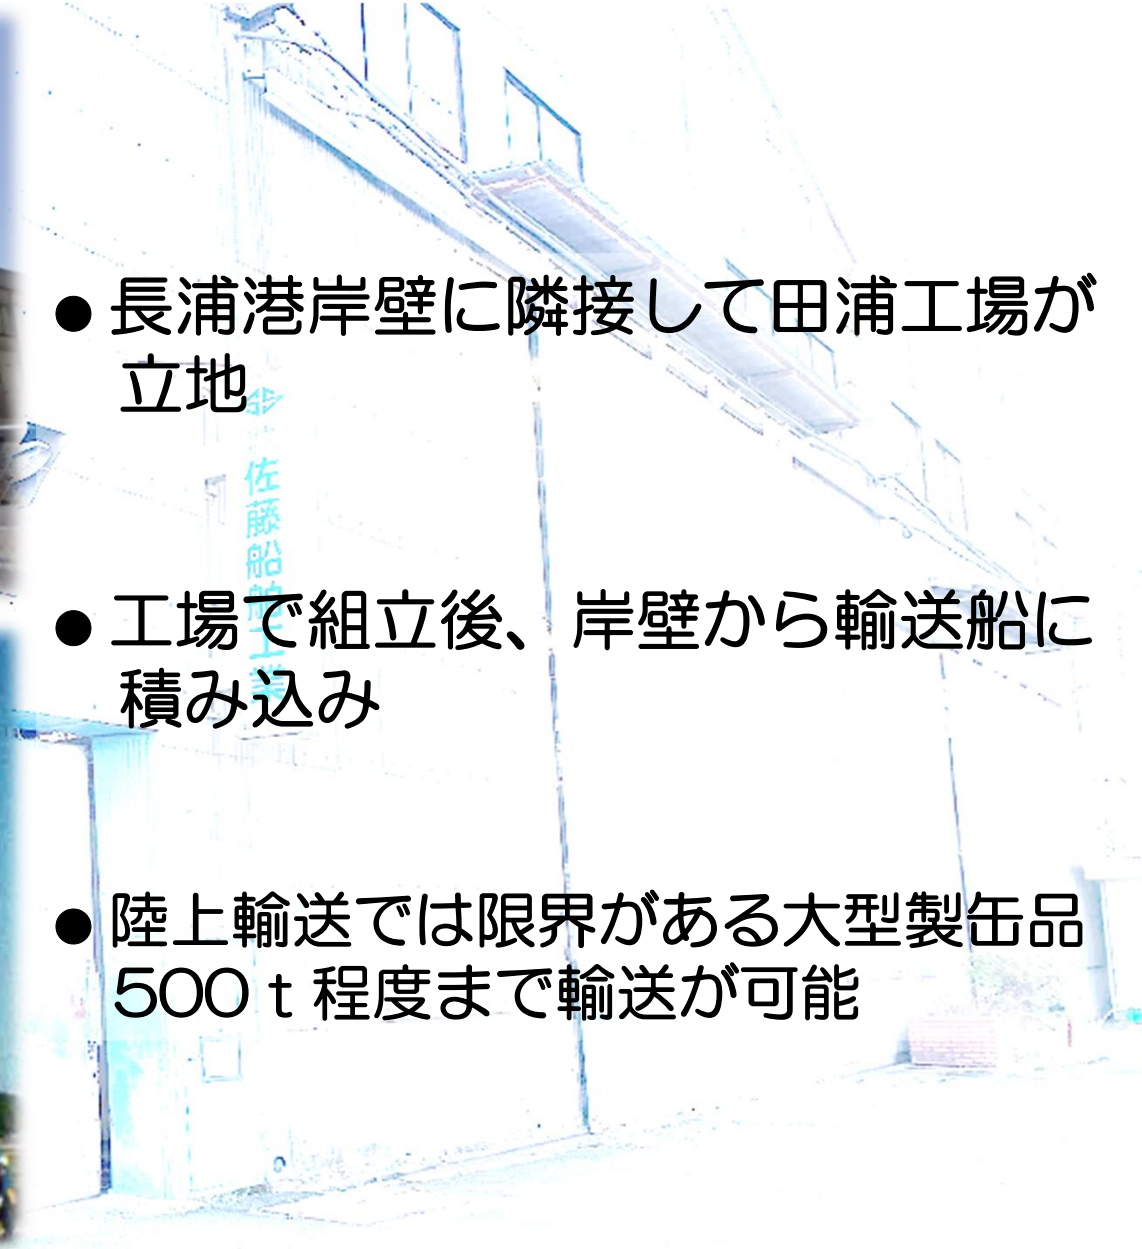 ●長浦港岸壁に隣接して田浦工場が
立地
佐藤船舶工業
●工場で組立後、岸壁から輸送船に
積み込み
●陸上輸送では限界がある大型製缶品
500ｔ程度まで輸送が可能